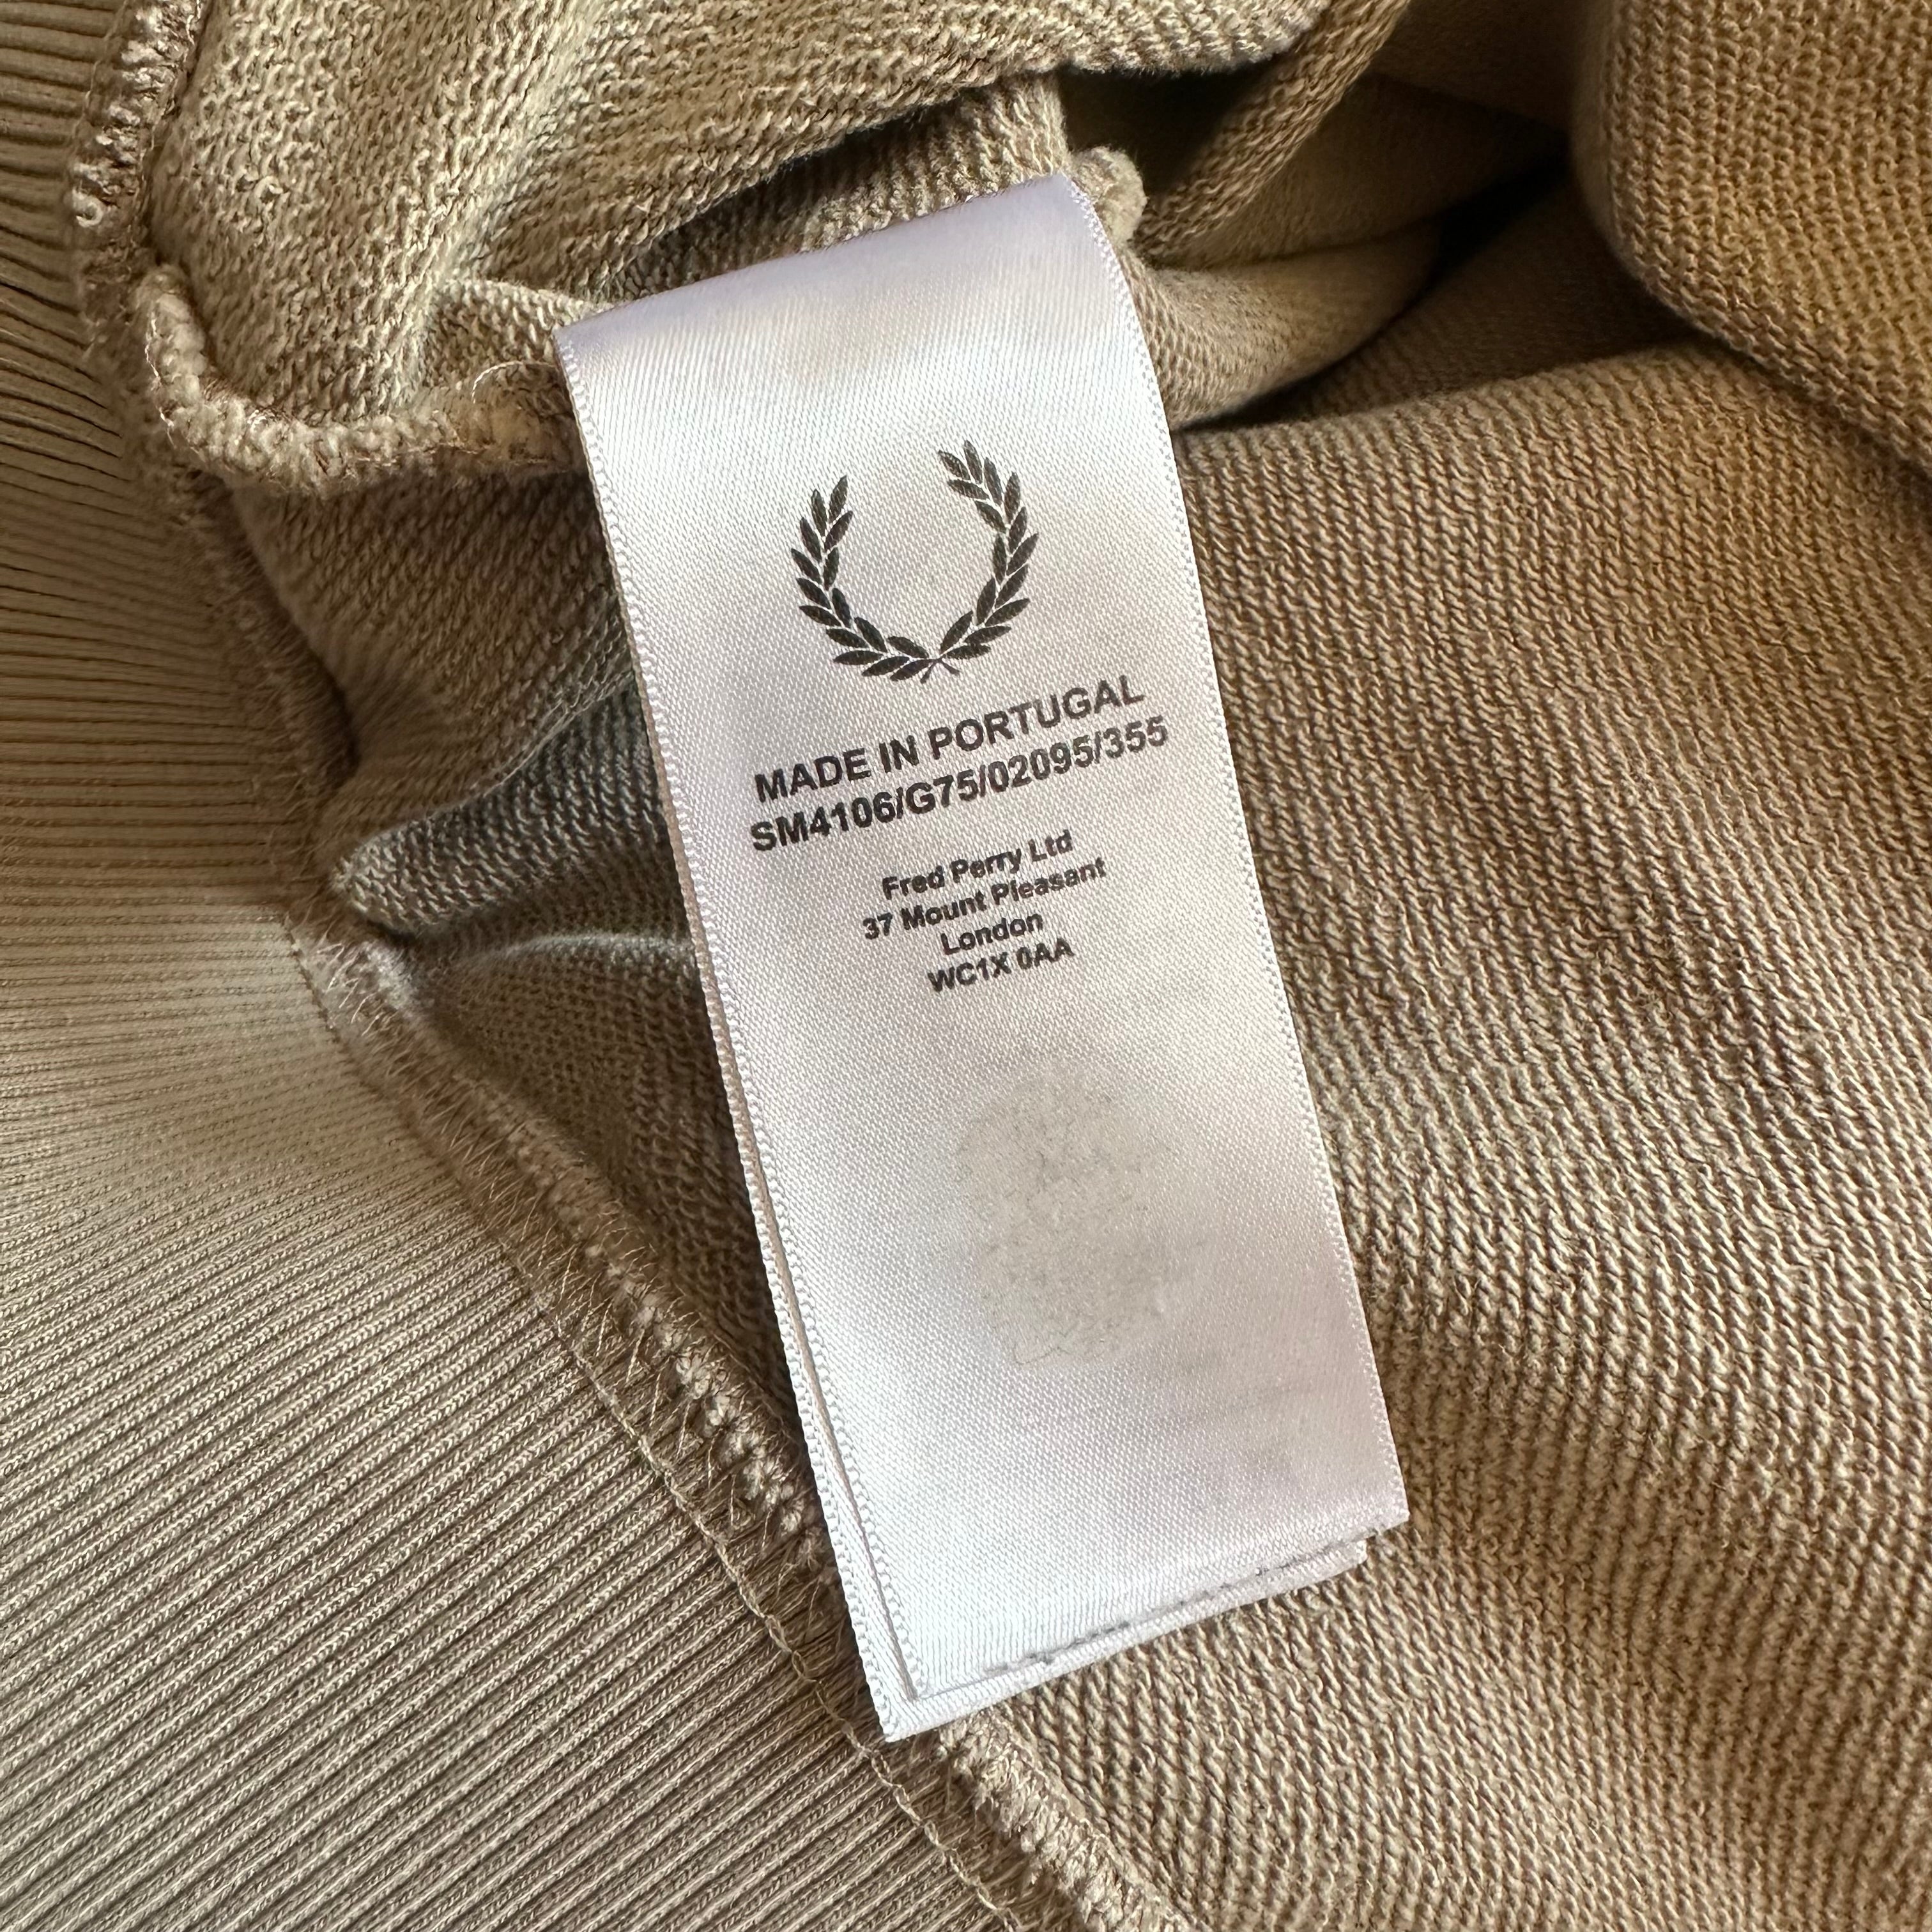 MADE IN PORTUGAL
SM4106/G75/02095/355
Fred Perry Ltd
37 Mount Pleasant
London
WC1X 0AA